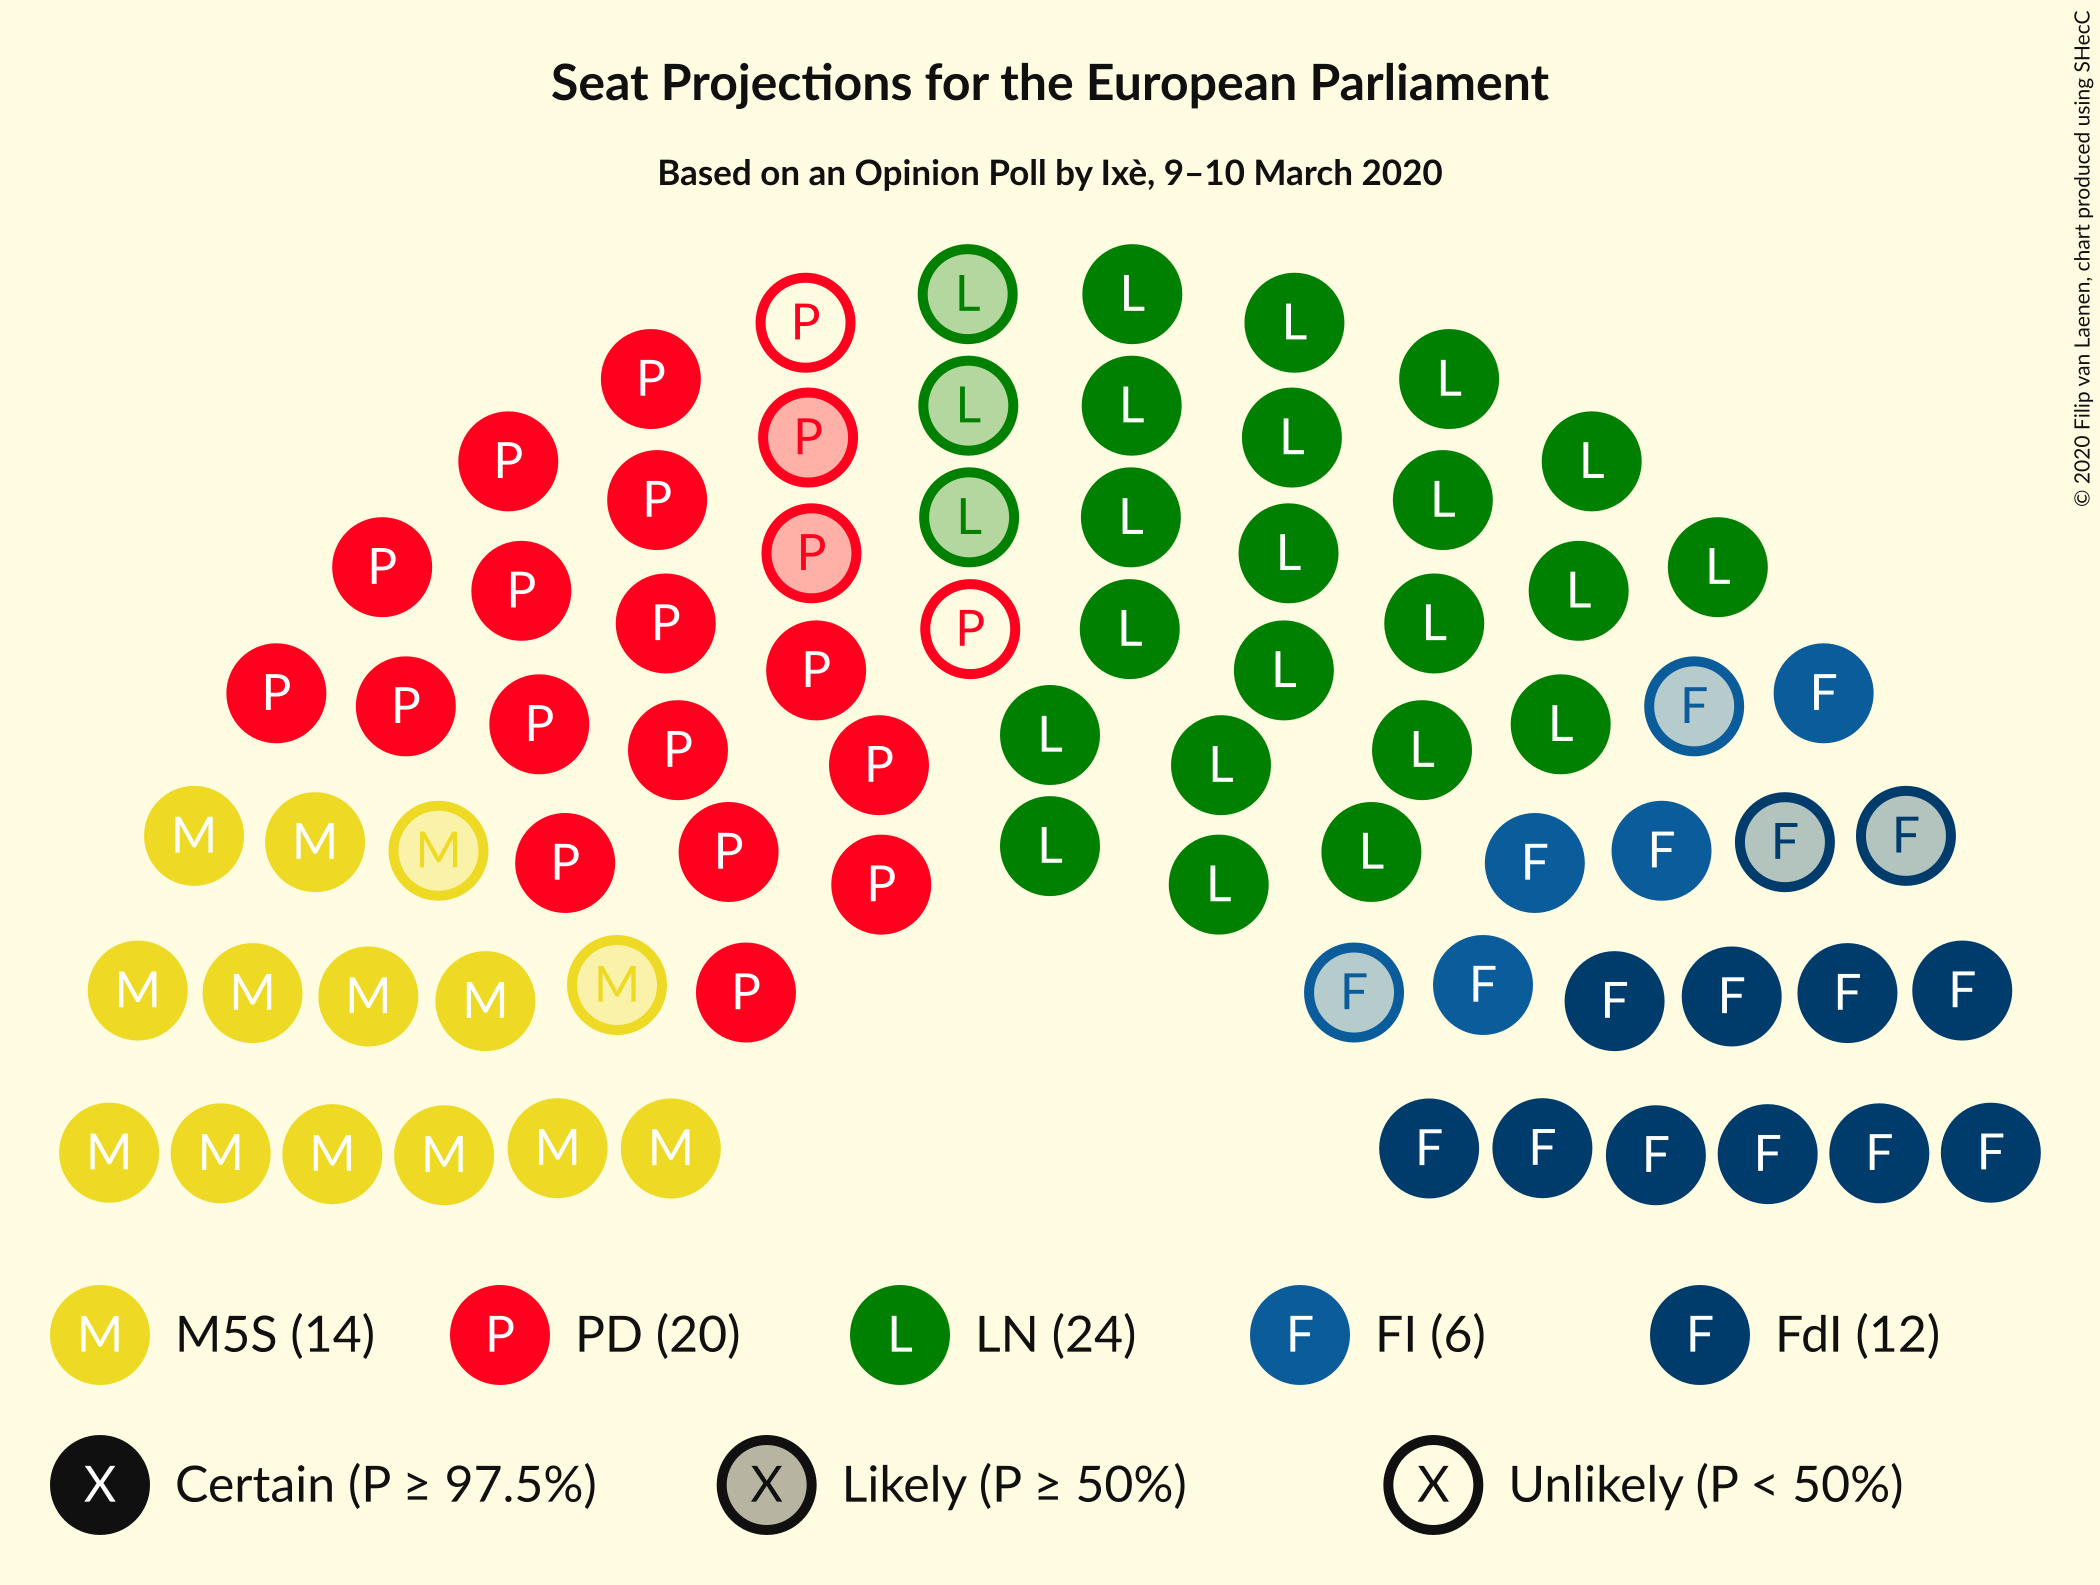 Seat Projections for the European Parliament
Based on an Opinion Poll by Ixè, 9–10 March 2020
© 2020 Filip van Laenen, chart produced using SHecC
L L
P L P L
P L L L
P P L L
P P L L
P L L L
P P L L
P L L L
P L P L
P P L L
P P L L F F
P P P L L F
P L L P
M M M P P L L F F F F
P L L L F
M M M M M P F F F F F F
M M M M M M F F F F F F
M M5S (14) P PD (20) L LN (24) F FI (6) F FdI (12)
X Certain (P ≥ 97.5%) X Likely (P ≥ 50%) X Unlikely (P < 50%)